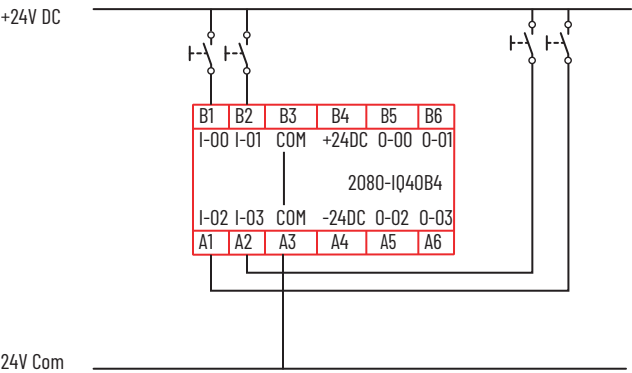 +24V DC
B1 B2 B3 B4 B5 B6
I-00 I-01 COM +24DC O-00 O-01
2080-IQ4OB4
I-02 I-03 COM -24DC O-02 O-03
A1 A2 A3 A4 A5 A6
24V Com